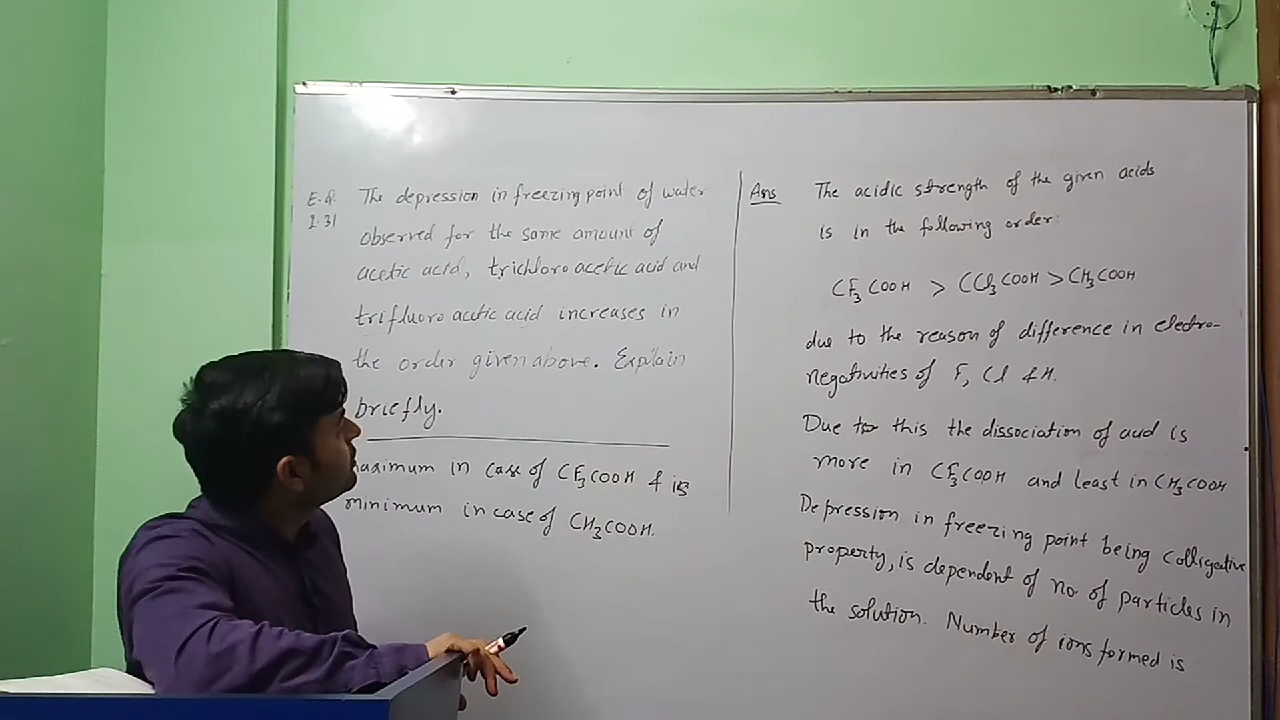 E.Q. The depression in freezing point of water
2.31 observed for the same amount of
acetic acid, trichloro acetic acid and
trifluoro acetic acid increases in
the order given above. Explain
briefly.
Ans The acidic strength of the given acids
is in the following order:
CF3COOH > CCl3COOH > CH3COOH
due to the reason of difference in electro-
negativities of F, Cl & H.
Due to this the dissociation of acid is
more in CF3COOH and least in CH3COOH
Depression in freezing point being colligative
property, is dependent of no of particles in
the solution. Number of ions formed is
maximum in case of CF3COOH & is
minimum in case of CH3COOH.